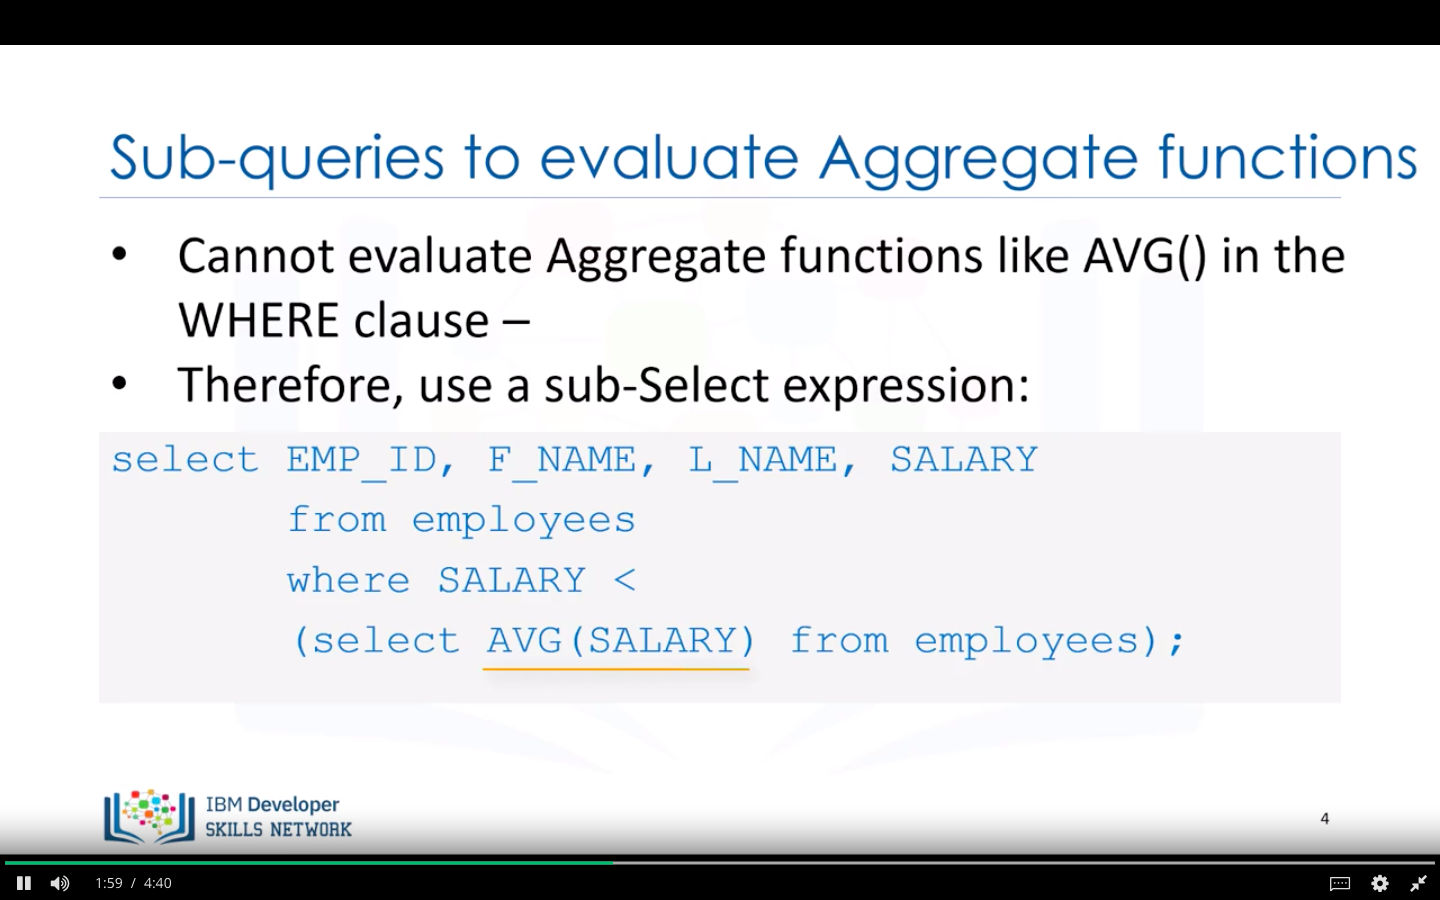 Sub-queries to evaluate Aggregate functions
• Cannot evaluate Aggregate functions like AVG() in the
WHERE clause –
• Therefore, use a sub-Select expression:
select EMP_ID, F_NAME, L_NAME, SALARY
from employees
where SALARY <
(select AVG(SALARY) from employees);
IBM Developer
SKILLS NETWORK
4
1:59 / 4:40